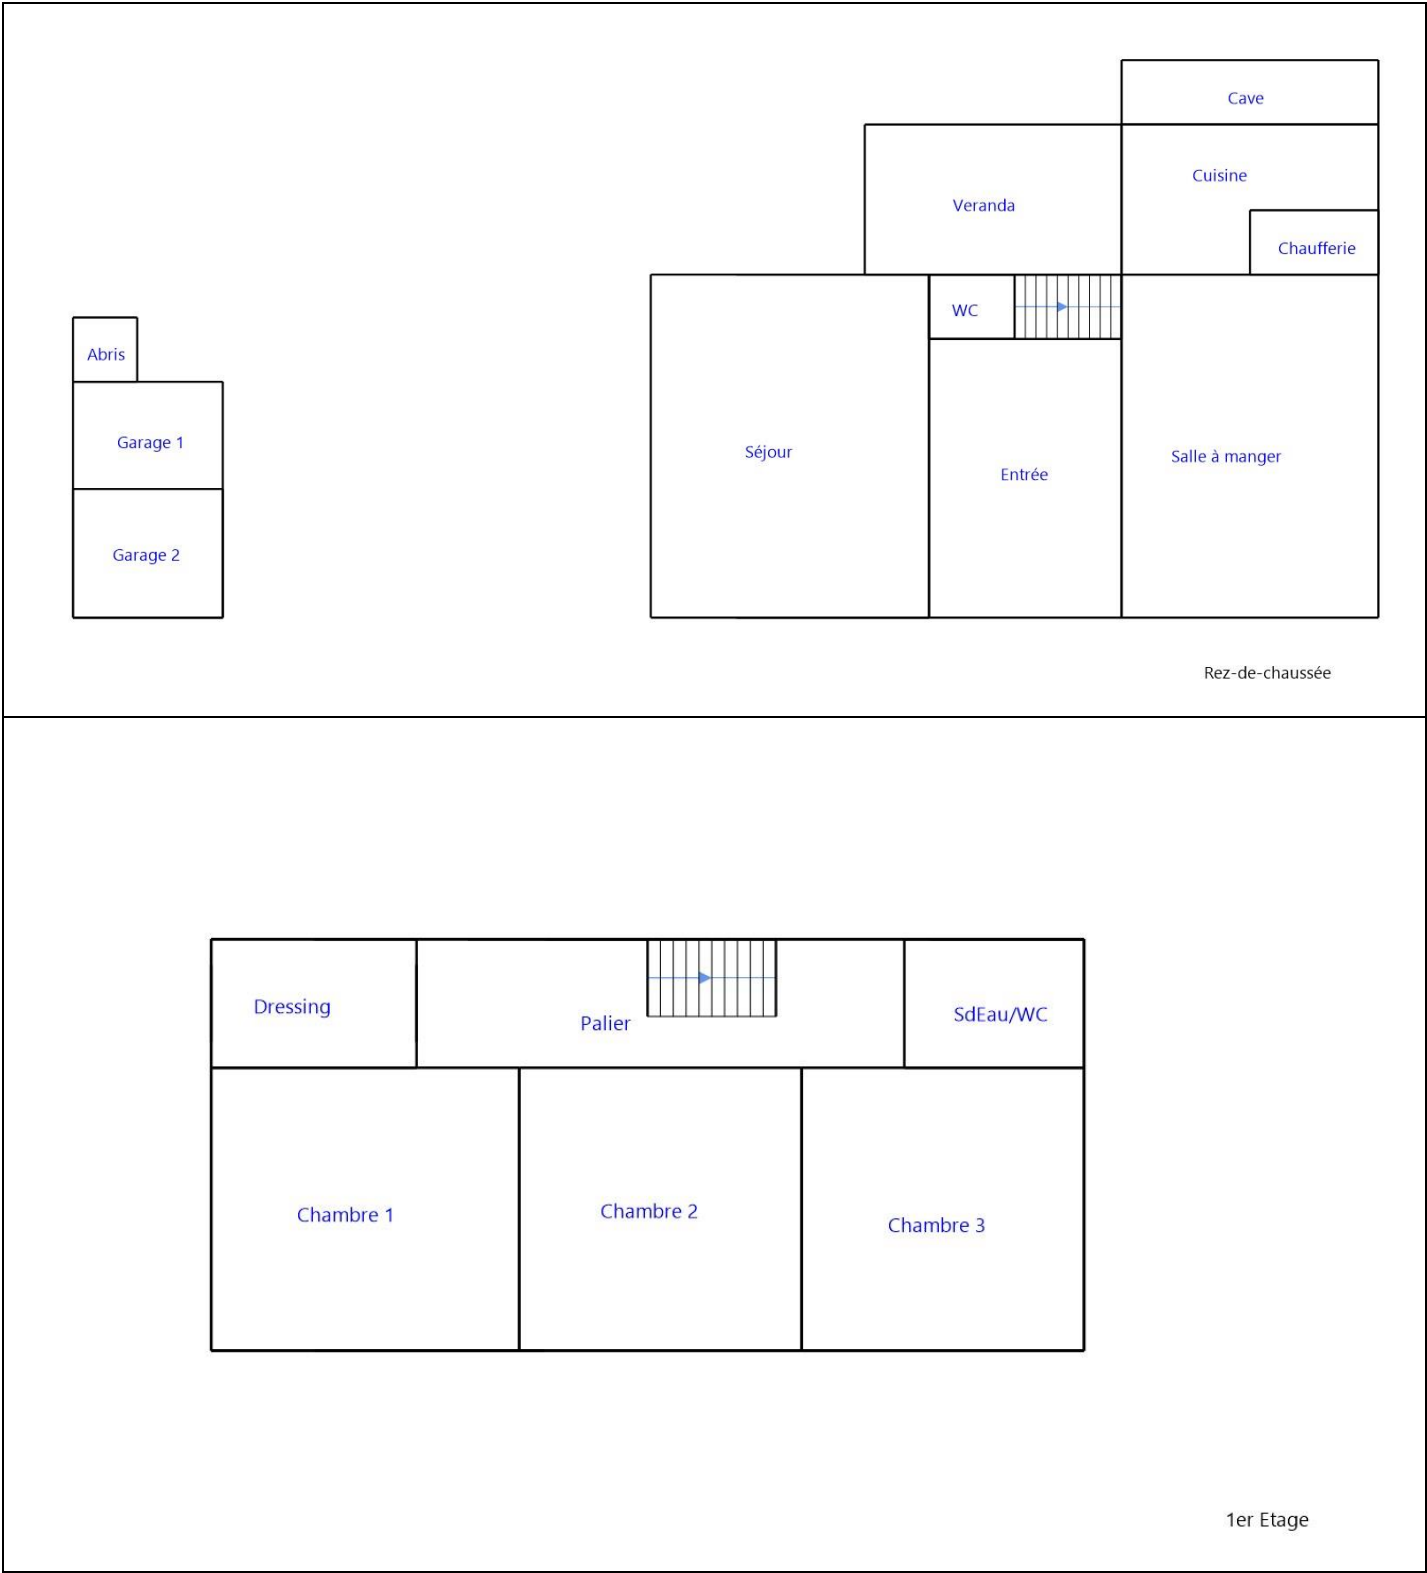 Cave
Cuisine
Veranda
Chaufferie
WC
Abris
Garage 1
Séjour
Salle à manger
Entrée
Garage 2
Rez-de-chaussée
Dressing
SdEau/WC
Palier
Chambre 1
Chambre 2
Chambre 3
1er Etage